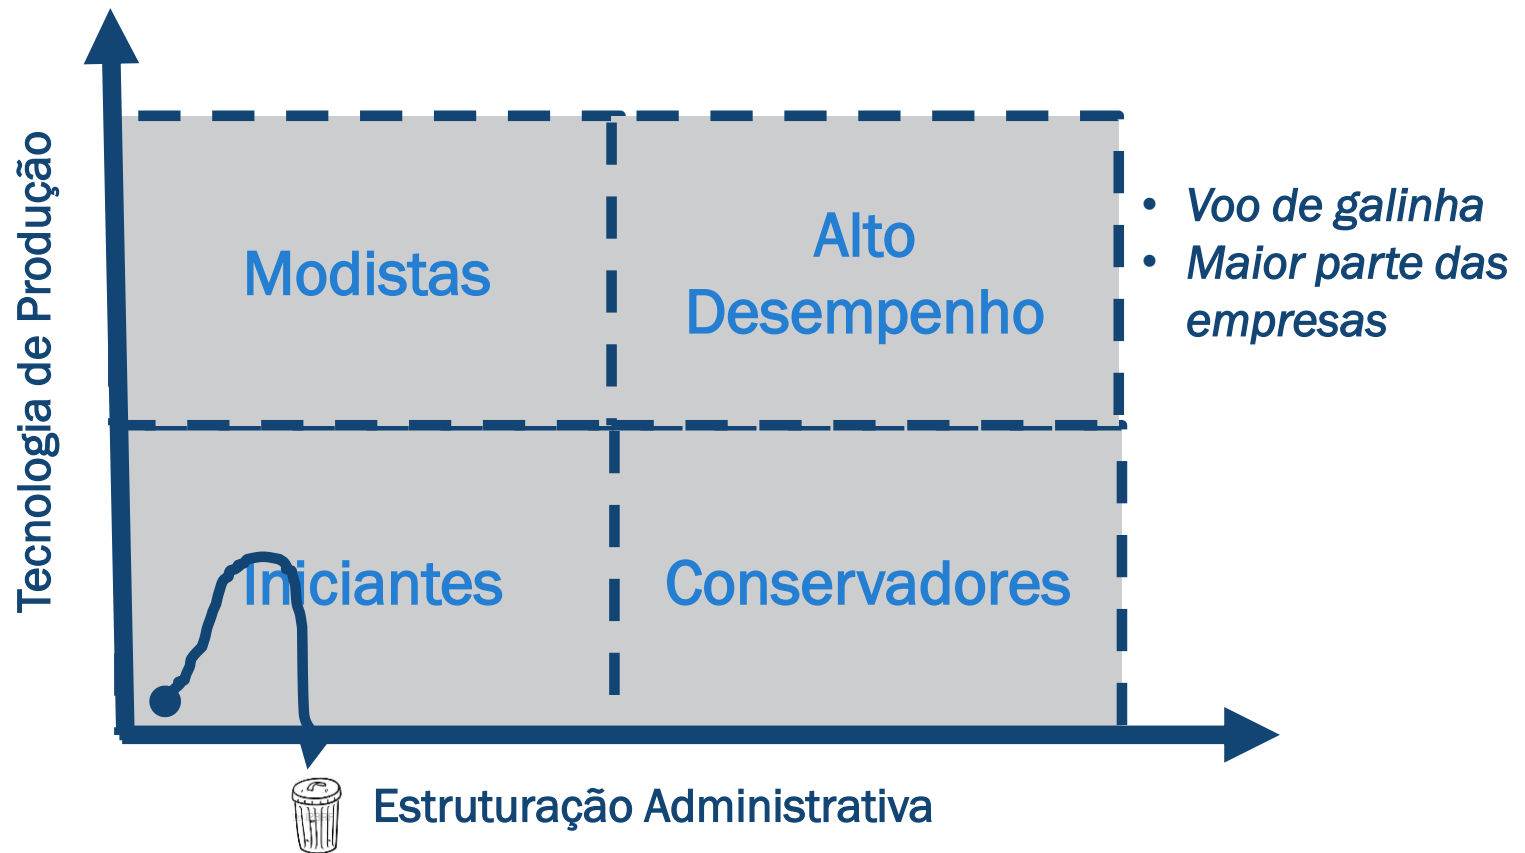 Tecnologia de Produção
Modistas
Alto
Desempenho
• Voo de galinha
• Maior parte das
empresas
Iniciantes
Conservadores
Estruturação Administrativa